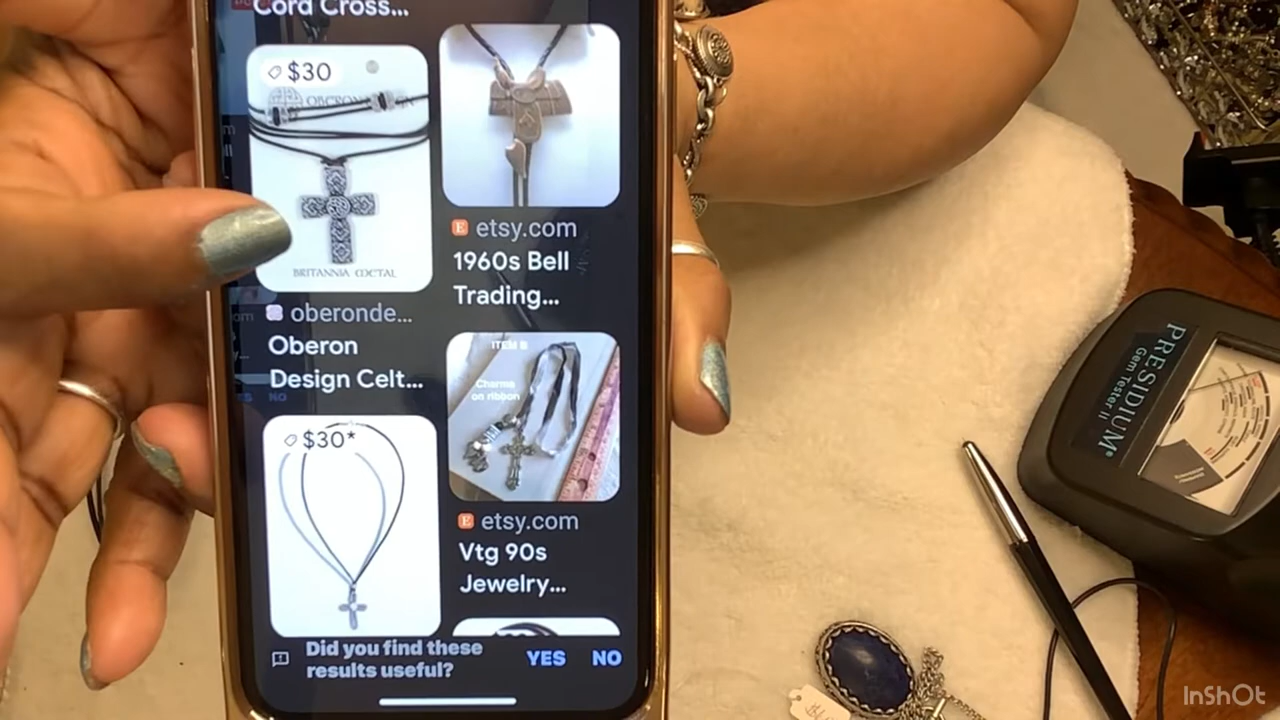 Cord Cross...
$30
BRITANNIA METAL
oberonde...
Oberon
Design Celt...
$30*
etsy.com
1960s Bell
Trading...
ITEM B
Charms
on ribbon
etsy.com
Vtg 90s
Jewelry...
Did you find these
results useful?
YES
NO
PRESIDIUM®
Gem Tester II
InShOt